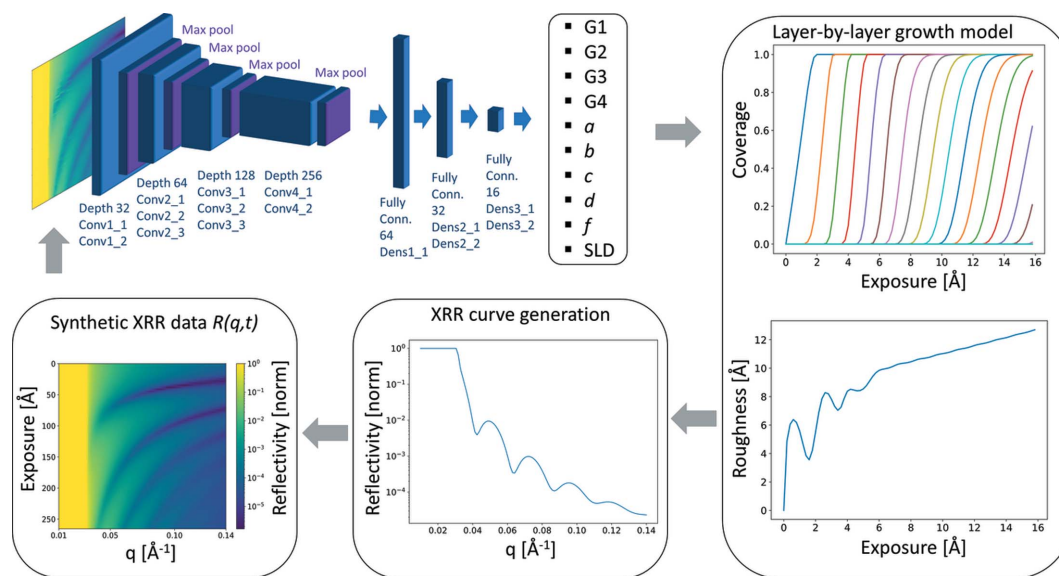 Max pool
Max pool
Max pool
Max pool
Depth 32
Conv1_1
Conv1_2
Depth 64
Conv2_1
Conv2_2
Conv2_3
Depth 128
Conv3_1
Conv3_2
Conv3_3
Depth 256
Conv4_1
Conv4_2
Fully
Conn.
64
Dens1_1
Fully
Conn.
32
Dens2_1
Dens2_2
Fully
Conn.
16
Dens3_1
Dens3_2
▪ G1
▪ G2
▪ G3
▪ G4
▪ a
▪ b
▪ c
▪ d
▪ f
▪ SLD
Layer-by-layer growth model
Coverage
1.0
0.8
0.6
0.4
0.2
0.0
0 2 4 6 8 10 12 14 16
Exposure [Å]
Roughness [Å]
12
10
8
6
4
2
0
0 2 4 6 8 10 12 14 16
Exposure [Å]
XRR curve generation
Reflectivity [norm]
10⁰
10⁻¹
10⁻²
10⁻³
10⁻⁴
0.02 0.04 0.06 0.08 0.10 0.12 0.14
q [Å⁻¹]
Synthetic XRR data R(q,t)
Exposure [Å]
0
50
100
150
200
250
0.01 0.05 0.10 0.14
q [Å⁻¹]
10⁰
10⁻¹
10⁻²
10⁻³
10⁻⁴
10⁻⁵
Reflectivity [norm]